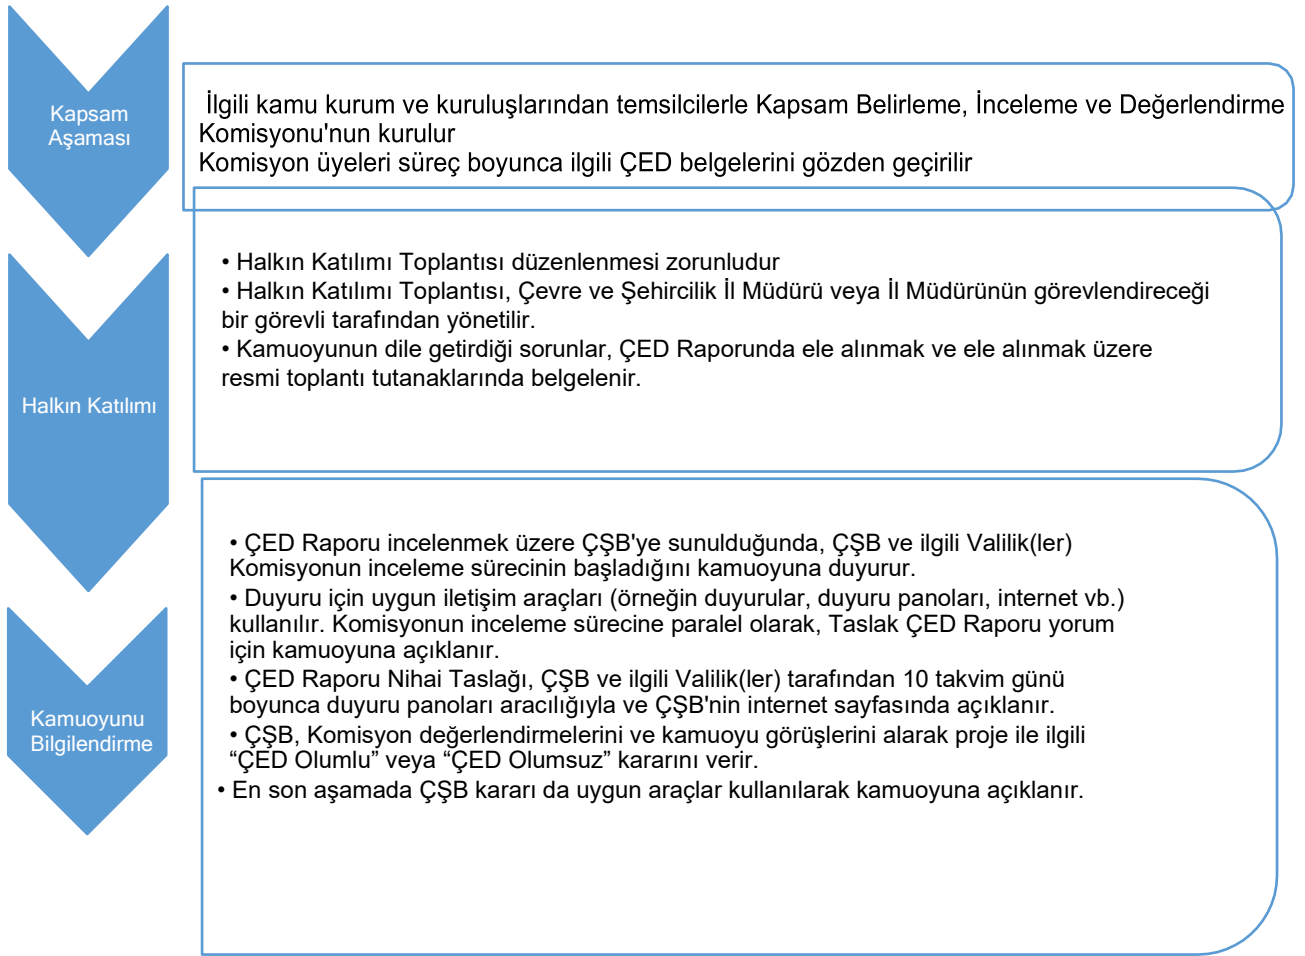 Kapsam
Aşaması
İlgili kamu kurum ve kuruluşlarından temsilcilerle Kapsam Belirleme, İnceleme ve Değerlendirme
Komisyonu'nun kurulur
Komisyon üyeleri süreç boyunca ilgili ÇED belgelerini gözden geçirilir
Halkın Katılımı
• Halkın Katılımı Toplantısı düzenlenmesi zorunludur
• Halkın Katılımı Toplantısı, Çevre ve Şehircilik İl Müdürü veya İl Müdürünün görevlendireceği
bir görevli tarafından yönetilir.
• Kamuoyunun dile getirdiği sorunlar, ÇED Raporunda ele alınmak ve ele alınmak üzere
resmi toplantı tutanaklarında belgelenir.
Kamuoyunu
Bilgilendirme
• ÇED Raporu incelenmek üzere ÇŞB'ye sunulduğunda, ÇŞB ve ilgili Valilik(ler)
Komisyonun inceleme sürecinin başladığını kamuoyuna duyurur.
• Duyuru için uygun iletişim araçları (örneğin duyurular, duyuru panoları, internet vb.)
kullanılır. Komisyonun inceleme sürecine paralel olarak, Taslak ÇED Raporu yorum
için kamuoyuna açıklanır.
• ÇED Raporu Nihai Taslağı, ÇŞB ve ilgili Valilik(ler) tarafından 10 takvim günü
boyunca duyuru panoları aracılığıyla ve ÇŞB'nin internet sayfasında açıklanır.
• ÇŞB, Komisyon değerlendirmelerini ve kamuoyu görüşlerini alarak proje ile ilgili
“ÇED Olumlu” veya “ÇED Olumsuz” kararını verir.
• En son aşamada ÇŞB kararı da uygun araçlar kullanılarak kamuoyuna açıklanır.